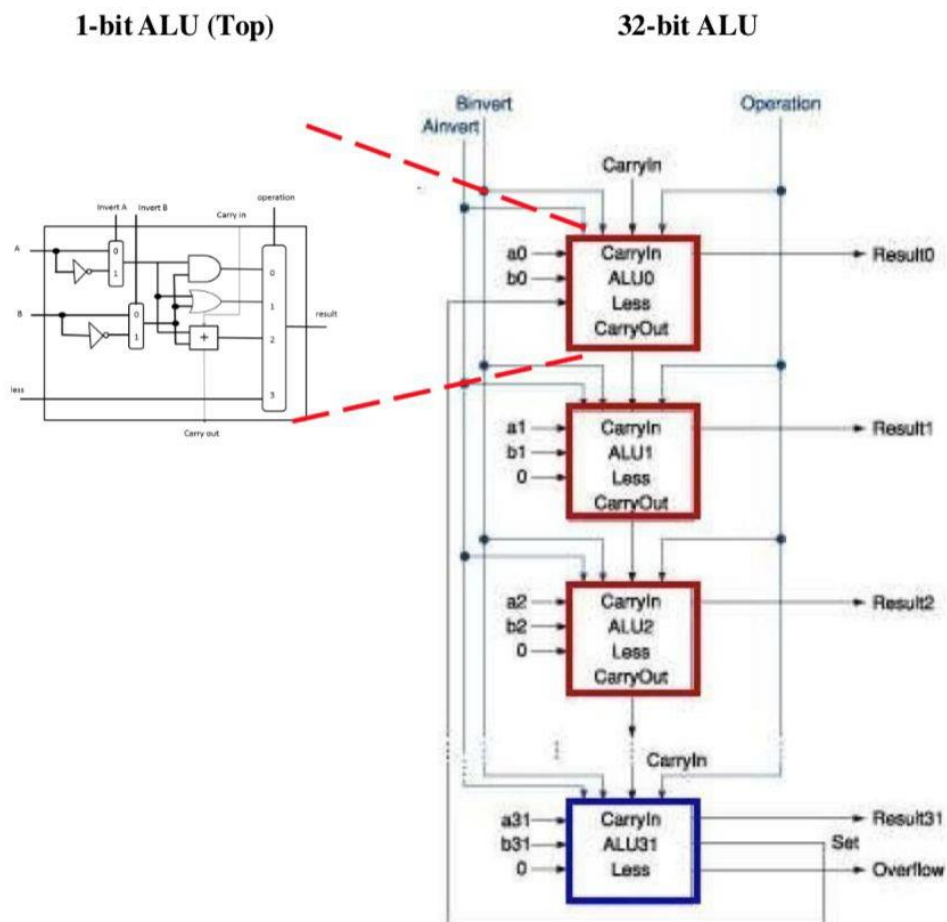 1-bit ALU (Top)
32-bit ALU
Binvert
Ainvert
Operation
CarryIn
operation
Invert A
Invert B
Carry in
A
0
1
B
0
1
0
1
+
2
result
less
3
Carry out
a0
b0
CarryIn
ALU0
Less
CarryOut
Result0
a1
b1
0
CarryIn
ALU1
Less
CarryOut
Result1
a2
b2
0
CarryIn
ALU2
Less
CarryOut
Result2
CarryIn
a31
b31
0
CarryIn
ALU31
Less
Result31
Set
Overflow